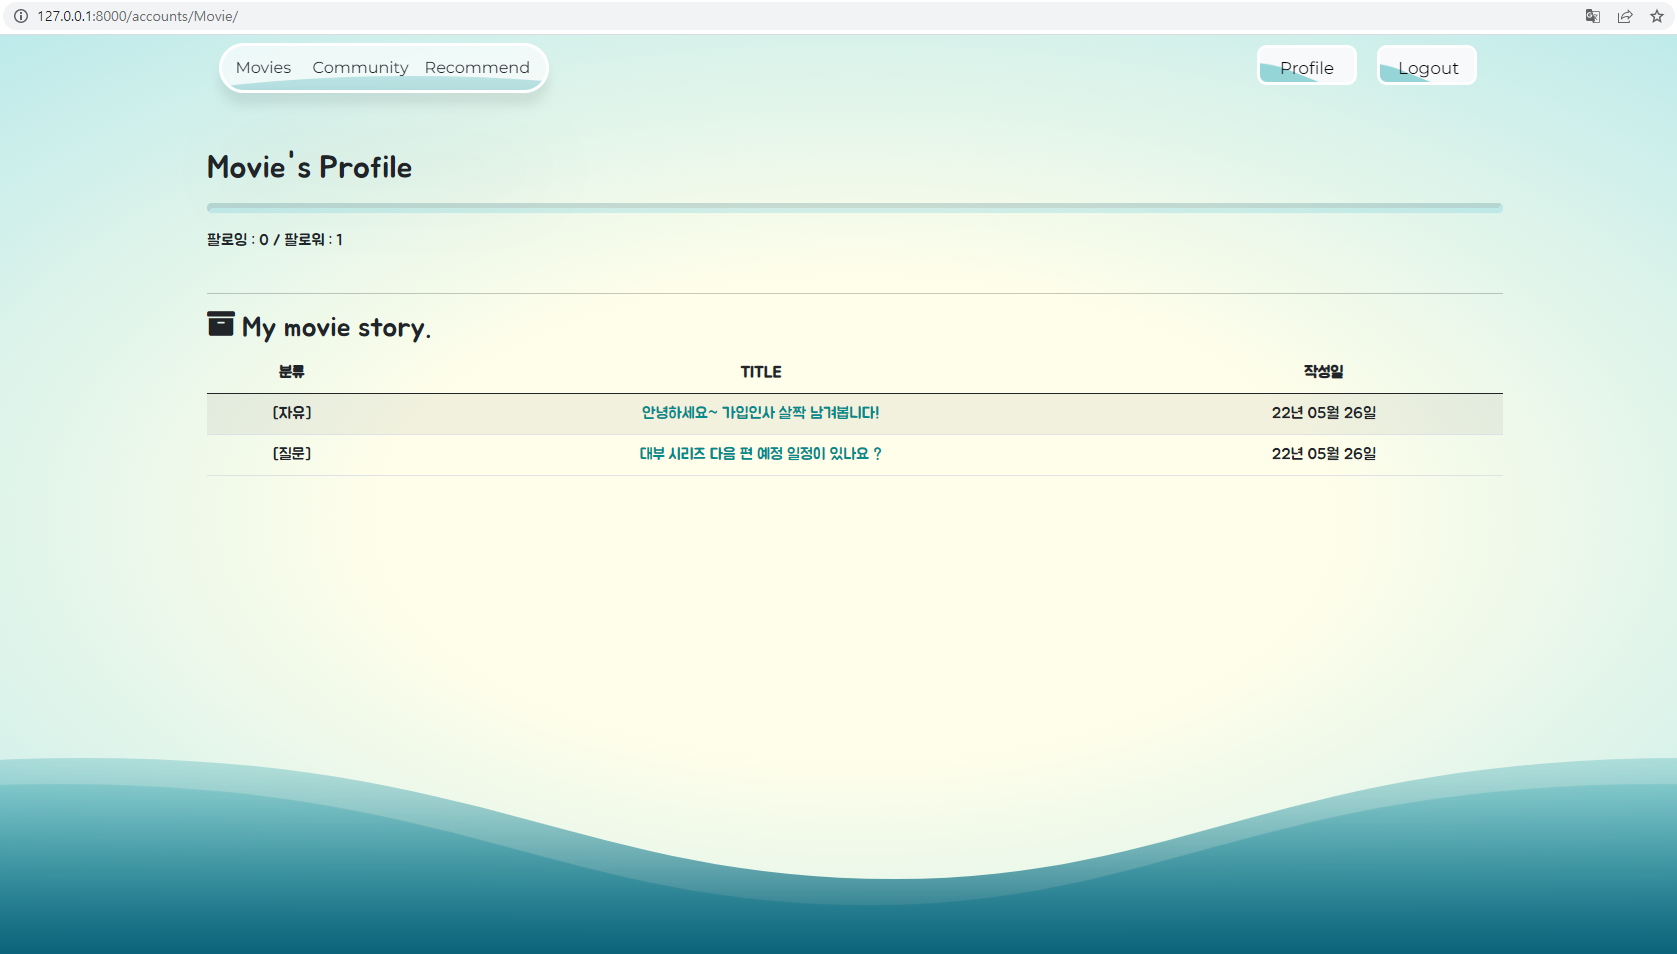 127.0.0.1:8000/accounts/Movie/
Movies Community Recommend Profile Logout
Movie's Profile
팔로잉 : 0 / 팔로워 : 1
My movie story.
분류 TITLE 작성일
[자유] 안녕하세요~ 가입인사 살짝 남겨봅니다! 22년 05월 26일
[질문] 대부 시리즈 다음 편 예정 일정이 있나요 ? 22년 05월 26일